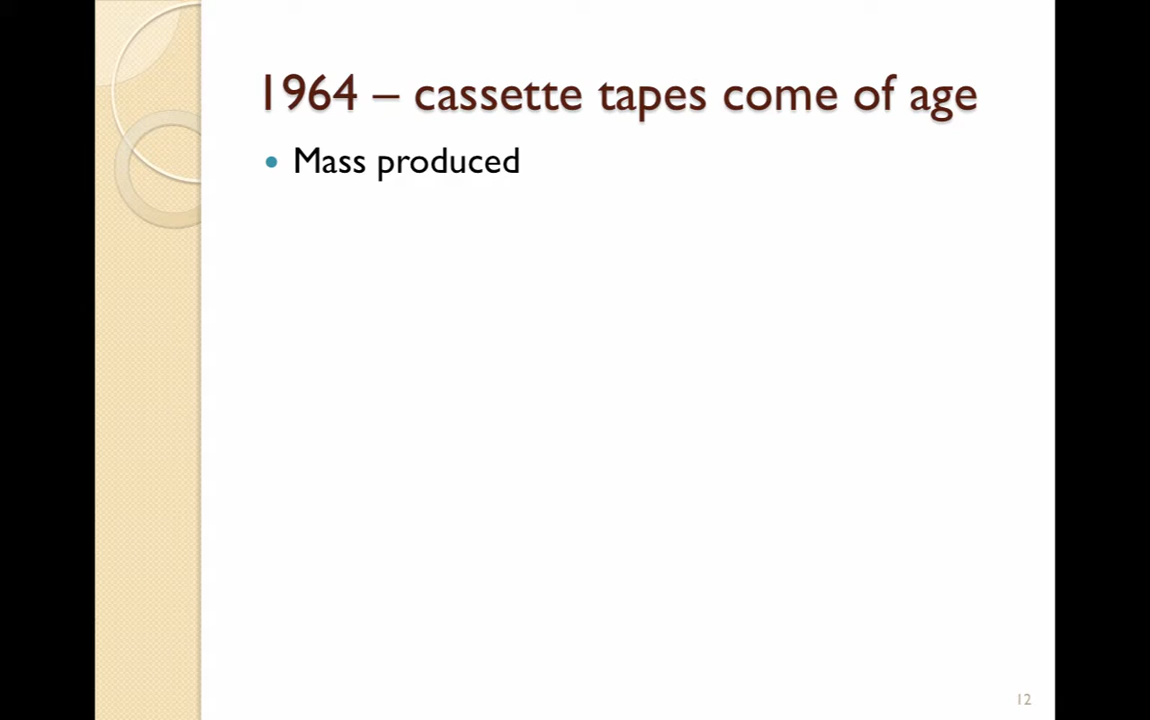 1964 – cassette tapes come of age
• Mass produced
12